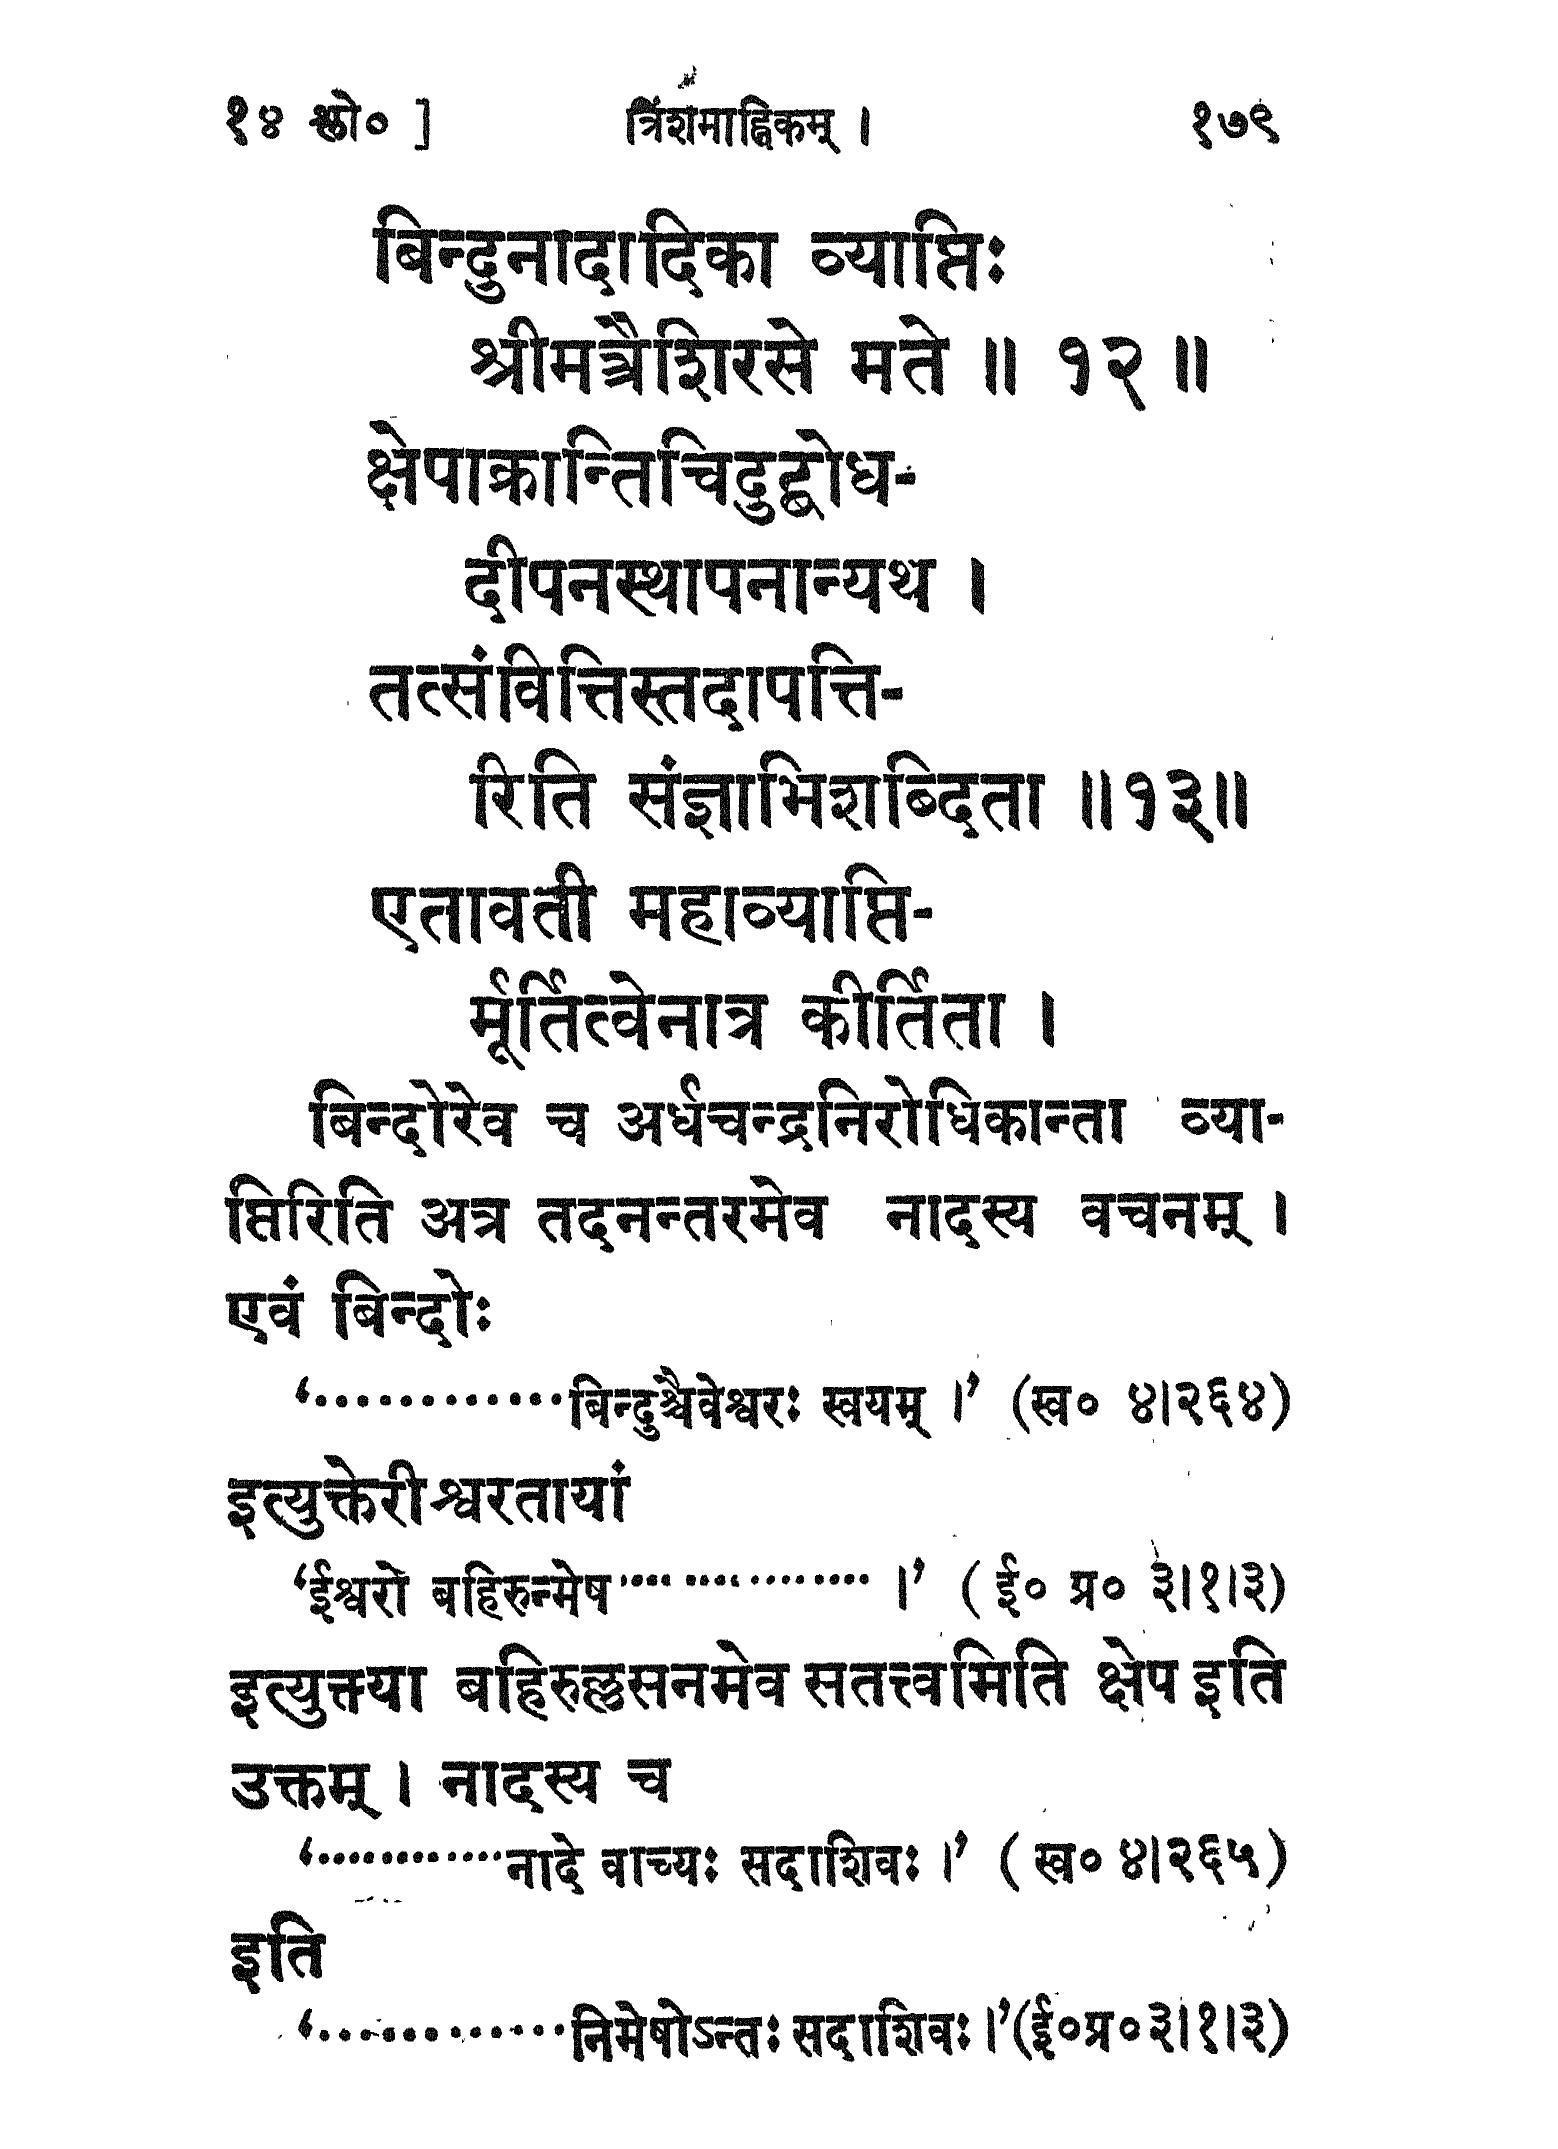 १४ श्लो० ]
त्रिंशमाह्निकम् ।
१७९
बिन्दुनादादिका व्याप्तिः
श्रीमत्त्रैशिरसे मते ॥ १२ ॥
क्षेपाक्रान्तिचिदुद्बोध-
दीपनस्थापनान्यथ ।
तत्संवित्तिस्तदापत्ति-
रिति संज्ञाभिशब्दिता ॥१३॥
एतावती महाव्याप्ति-
र्मूर्तित्वेनात्र कीर्तिता ।
बिन्दोरेव च अर्धचन्द्रनिरोधिकान्ता व्या-
प्तिरिति अत्र तदनन्तरमेव नादस्य वचनम् ।
एवं बिन्दोः
‘············बिन्दुश्चैवेश्वरः स्वयम् ।’ (स्व० ४।२६४)
इत्युक्तेरीश्वरतायां
‘ईश्वरो बहिरुन्मेष··················।’ ( ई० प्र० ३।१।३)
इत्युक्त्या बहिरुल्लसनमेव सतत्त्वमिति क्षेप इति
उक्तम् । नादस्य च
‘············नादे वाच्यः सदाशिवः ।’ ( स्व० ४।२६५)
इति
‘············निमेषोऽन्तः सदाशिवः।’(ई०प्र०३।१।३)